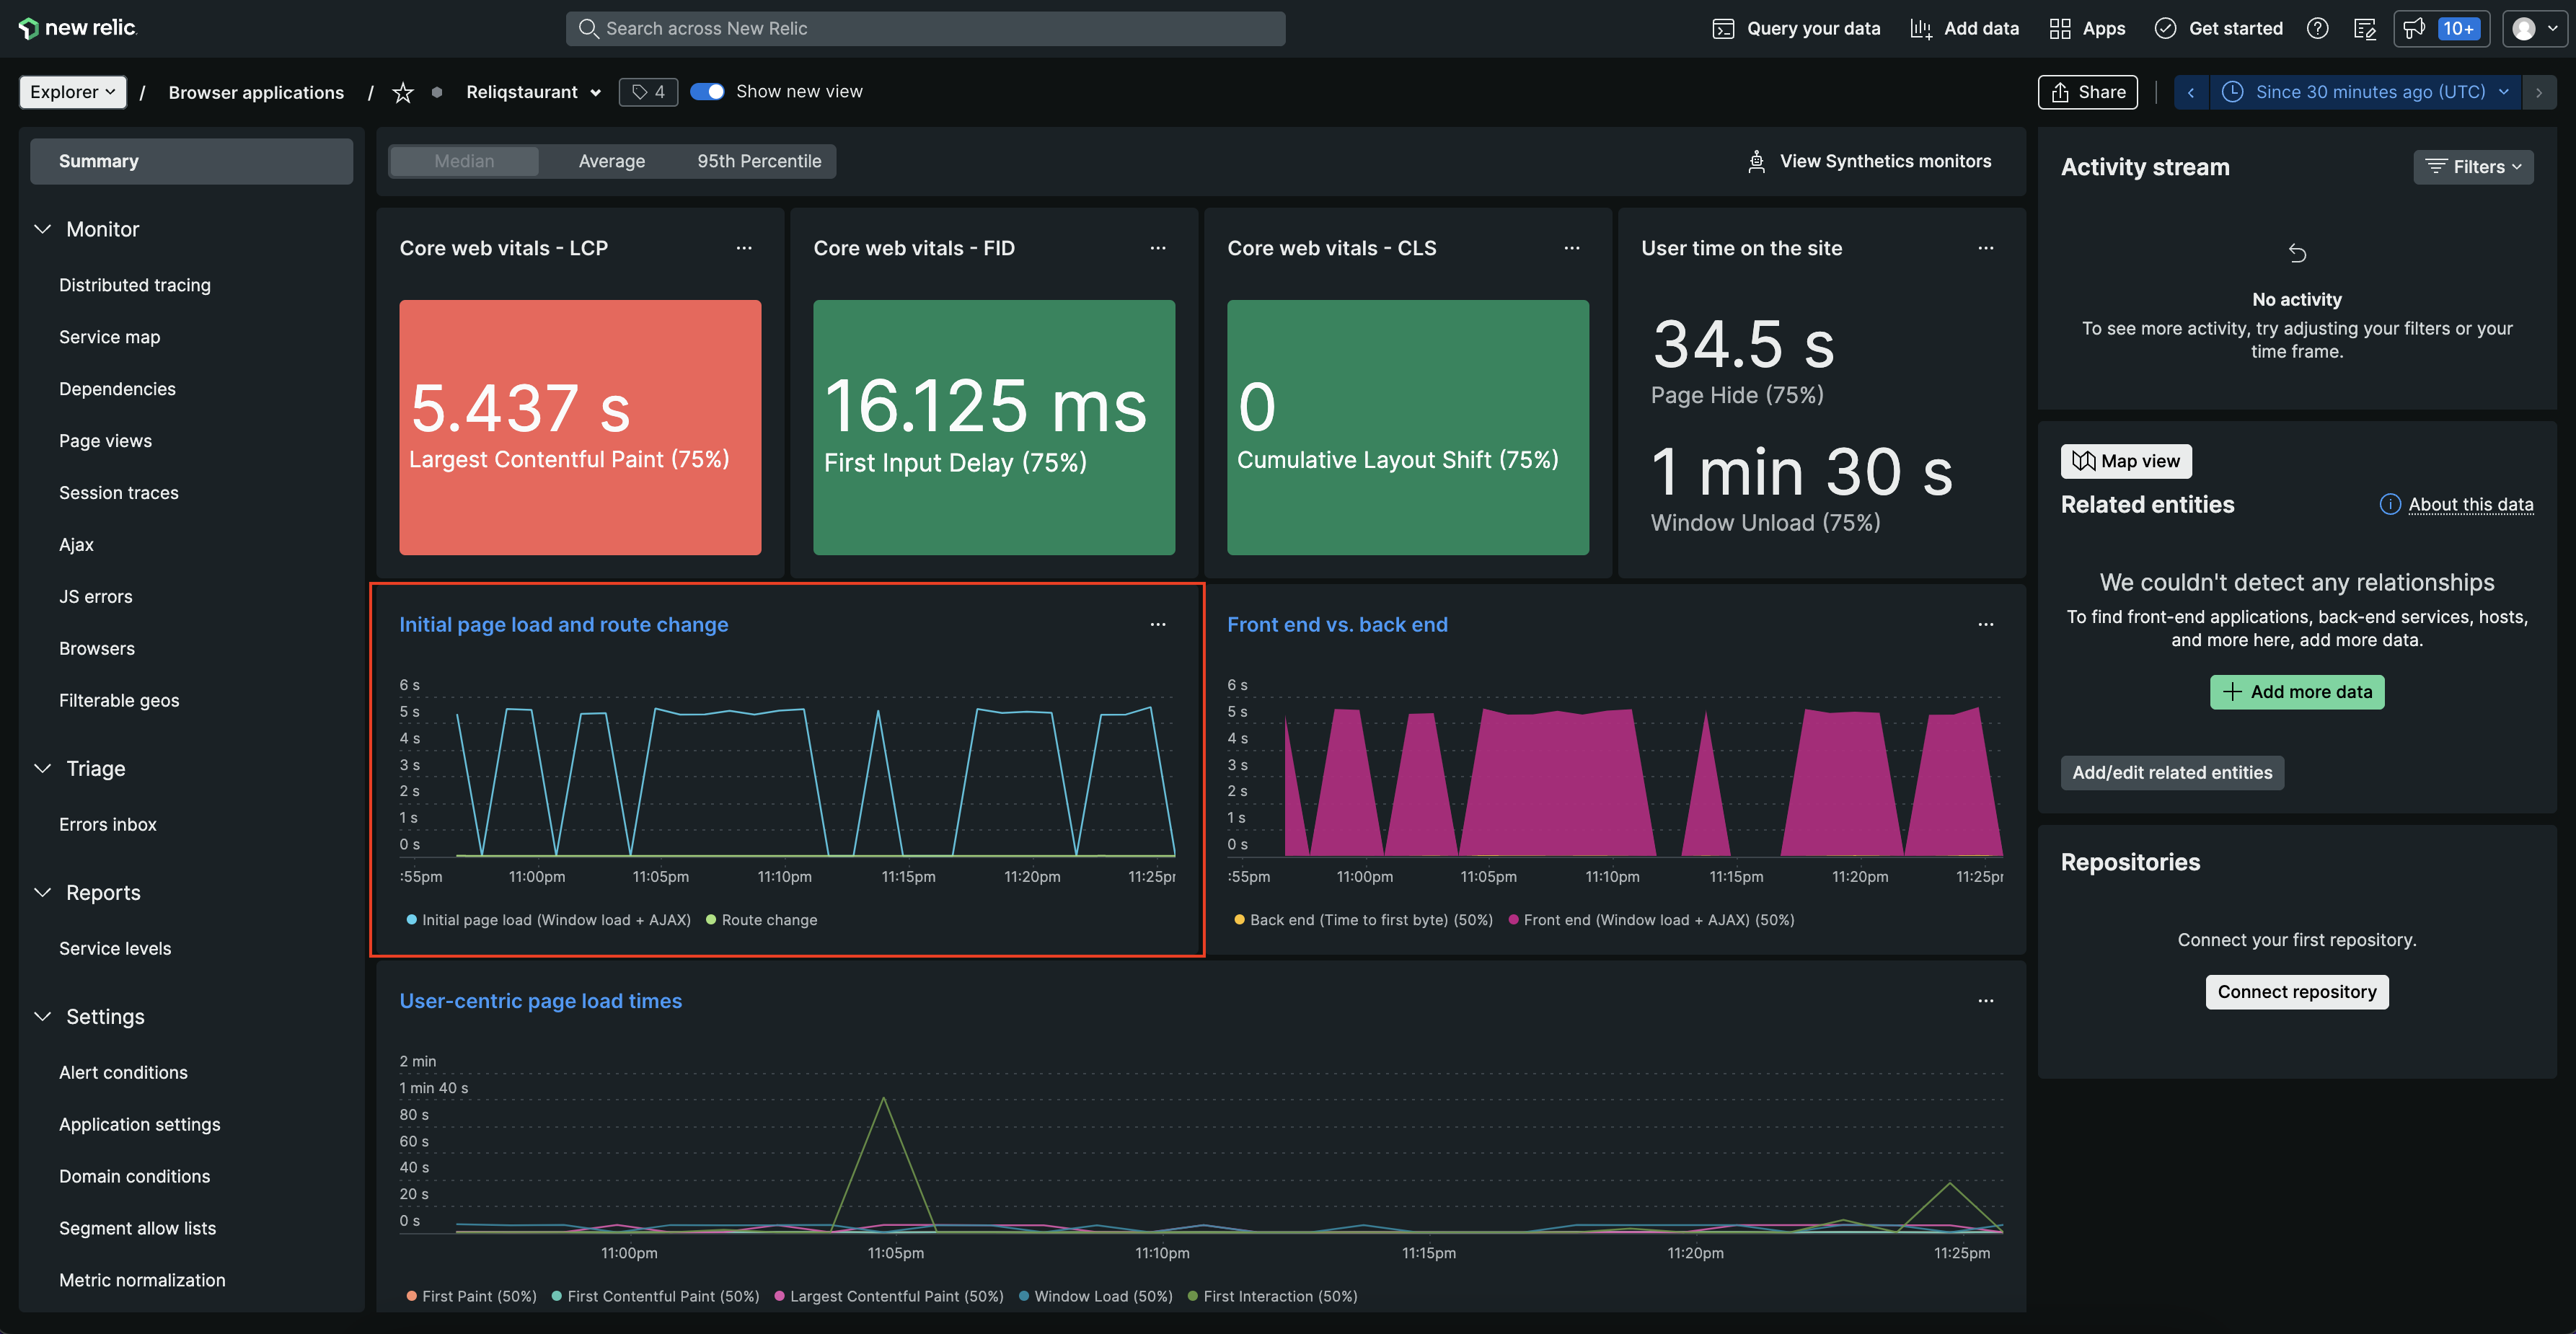 new relic
Search across New Relic
Query your data
Add data
Apps
Get started
10+
Explorer
/
Browser applications
/
Reliqstaurant
4
Show new view
Share
Since 30 minutes ago (UTC)
Summary
Monitor
Distributed tracing
Service map
Dependencies
Page views
Session traces
Ajax
JS errors
Browsers
Filterable geos
Triage
Errors inbox
Reports
Service levels
Settings
Alert conditions
Application settings
Domain conditions
Segment allow lists
Metric normalization
Median
Average
95th Percentile
View Synthetics monitors
Core web vitals - LCP
5.437 s
Largest Contentful Paint (75%)
Core web vitals - FID
16.125 ms
First Input Delay (75%)
Core web vitals - CLS
0
Cumulative Layout Shift (75%)
User time on the site
34.5 s
Page Hide (75%)
1 min 30 s
Window Unload (75%)
Initial page load and route change
6 s
5 s
4 s
3 s
2 s
1 s
0 s
:55pm
11:00pm
11:05pm
11:10pm
11:15pm
11:20pm
11:25pr
Initial page load (Window load + AJAX)
Route change
Front end vs. back end
6 s
5 s
4 s
3 s
2 s
1 s
0 s
:55pm
11:00pm
11:05pm
11:10pm
11:15pm
11:20pm
11:25pr
Back end (Time to first byte) (50%)
Front end (Window load + AJAX) (50%)
User-centric page load times
2 min
1 min 40 s
80 s
60 s
40 s
20 s
0 s
11:00pm
11:05pm
11:10pm
11:15pm
11:20pm
11:25pm
First Paint (50%)
First Contentful Paint (50%)
Largest Contentful Paint (50%)
Window Load (50%)
First Interaction (50%)
Activity stream
Filters
No activity
To see more activity, try adjusting your filters or your
time frame.
Map view
Related entities
About this data
We couldn't detect any relationships
To find front-end applications, back-end services, hosts,
and more here, add more data.
Add more data
Add/edit related entities
Repositories
Connect your first repository.
Connect repository